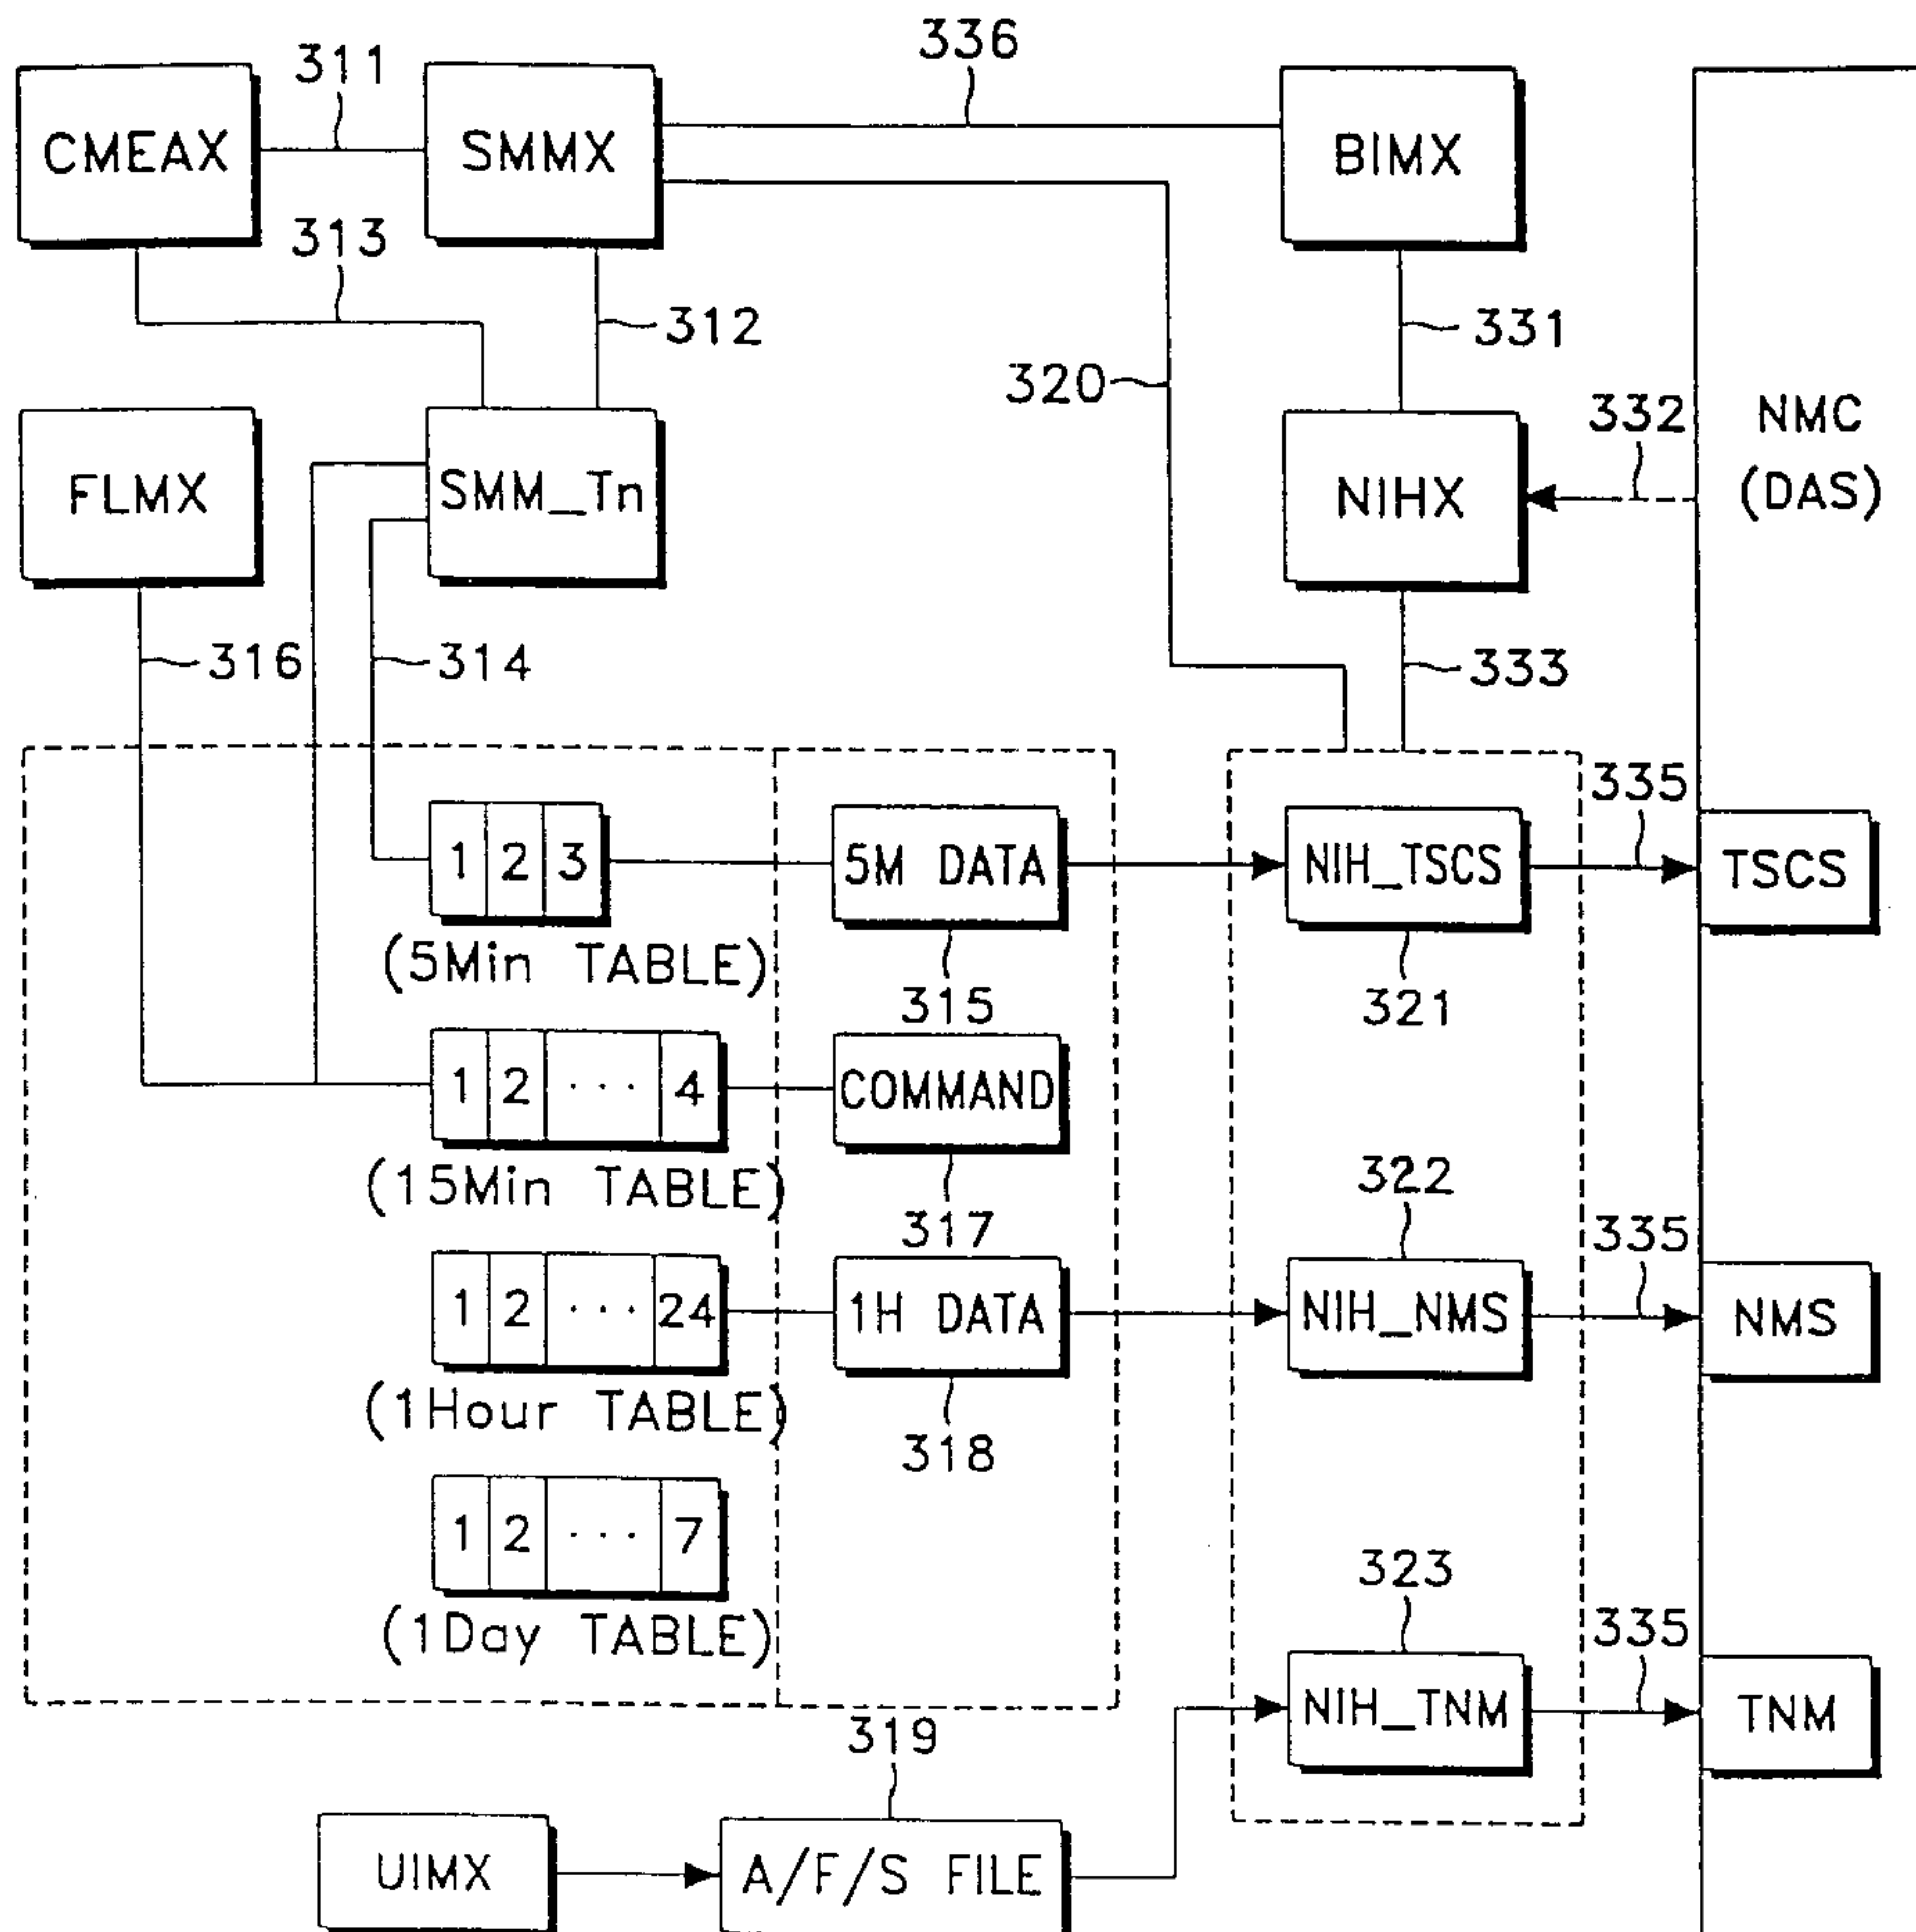 336
311
CMEAX
SMMX
BIMX
313
312
331
320
332
NMC
(DAS)
FLMX
SMM_Tn
NIHX
316
314
333
335
1 2 3
5M DATA
NIH_TSCS
TSCS
(5Min TABLE)
315
321
1 2 ... 4
COMMAND
(15Min TABLE)
322
317
335
1 2 ... 24
1H DATA
NIH_NMS
NMS
(1Hour TABLE)
318
1 2 ... 7
323
(1Day TABLE)
335
NIH_TNM
TNM
319
UIMX
A/F/S FILE